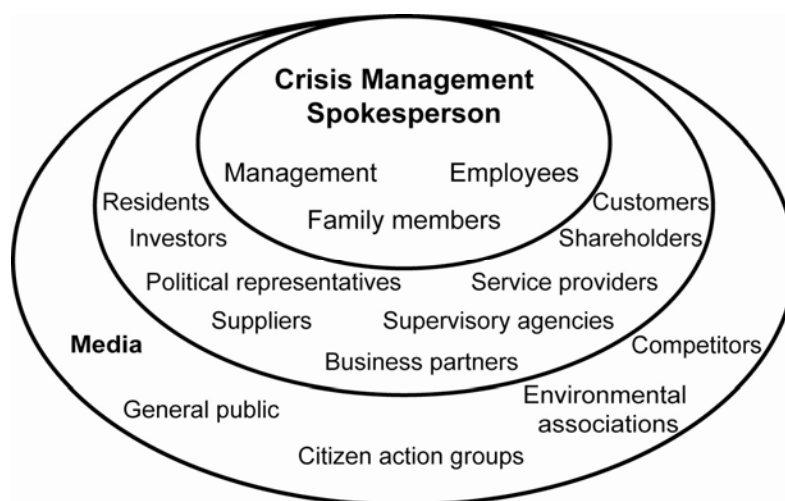 Crisis Management
Spokesperson
Management
Employees
Family members
Residents
Customers
Investors
Shareholders
Political representatives
Service providers
Suppliers
Supervisory agencies
Media
Competitors
Business partners
General public
Environmental
associations
Citizen action groups